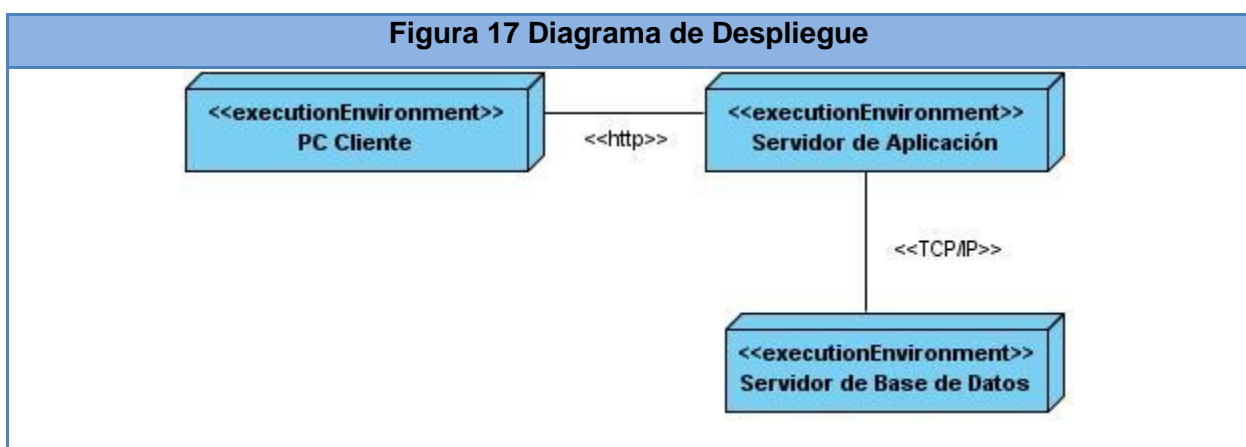 Figura 17 Diagrama de Despliegue
<<executionEnvironment>>
PC Cliente
<<http>>
<<executionEnvironment>>
Servidor de Aplicación
<<TCP/IP>>
<<executionEnvironment>>
Servidor de Base de Datos